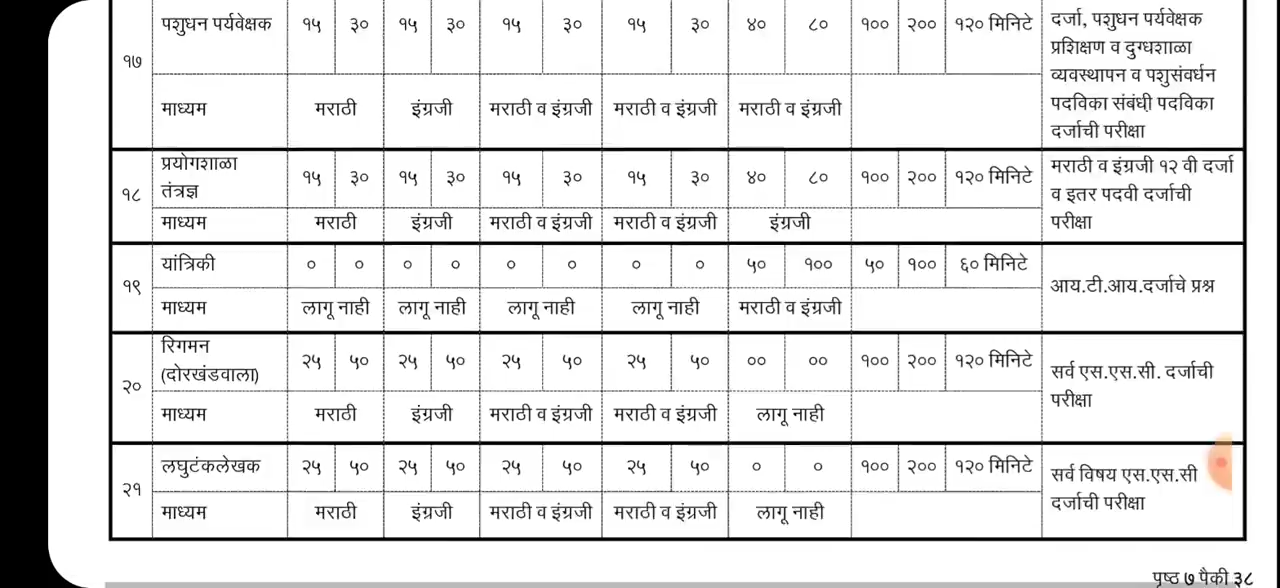 १७ पशुधन पर्यवेक्षक १५ ३० १५ ३० १५ ३० १५ ३० ४० ८० १०० २०० १२० मिनिटे दर्जा, पशुधन पर्यवेक्षक
प्रशिक्षण व दुग्धशाळा
व्यवस्थापन व पशुसंवर्धन
पदविका संबंधी पदविका
दर्जाची परीक्षा
माध्यम मराठी इंग्रजी मराठी व इंग्रजी मराठी व इंग्रजी मराठी व इंग्रजी
१८ प्रयोगशाळा
तंत्रज्ञ १५ ३० १५ ३० १५ ३० १५ ३० ४० ८० १०० २०० १२० मिनिटे मराठी व इंग्रजी १२ वी दर्जा
व इतर पदवी दर्जाची
परीक्षा
माध्यम मराठी इंग्रजी मराठी व इंग्रजी मराठी व इंग्रजी इंग्रजी
१९ यांत्रिकी ० ० ० ० ० ० ० ० ५० १०० ५० १०० ६० मिनिटे आय.टी.आय.दर्जाचे प्रश्न
माध्यम लागू नाही लागू नाही लागू नाही लागू नाही मराठी व इंग्रजी
२० रिगमन
(दोरखंडवाला) २५ ५० २५ ५० २५ ५० २५ ५० ०० ०० १०० २०० १२० मिनिटे सर्व एस.एस.सी. दर्जाची
परीक्षा
माध्यम मराठी इंग्रजी मराठी व इंग्रजी मराठी व इंग्रजी लागू नाही
२१ लघुटंकलेखक २५ ५० २५ ५० २५ ५० २५ ५० ० ० १०० २०० १२० मिनिटे सर्व विषय एस.एस.सी
दर्जाची परीक्षा
माध्यम मराठी इंग्रजी मराठी व इंग्रजी मराठी व इंग्रजी लागू नाही
पृष्ठ ७ पैकी ३८